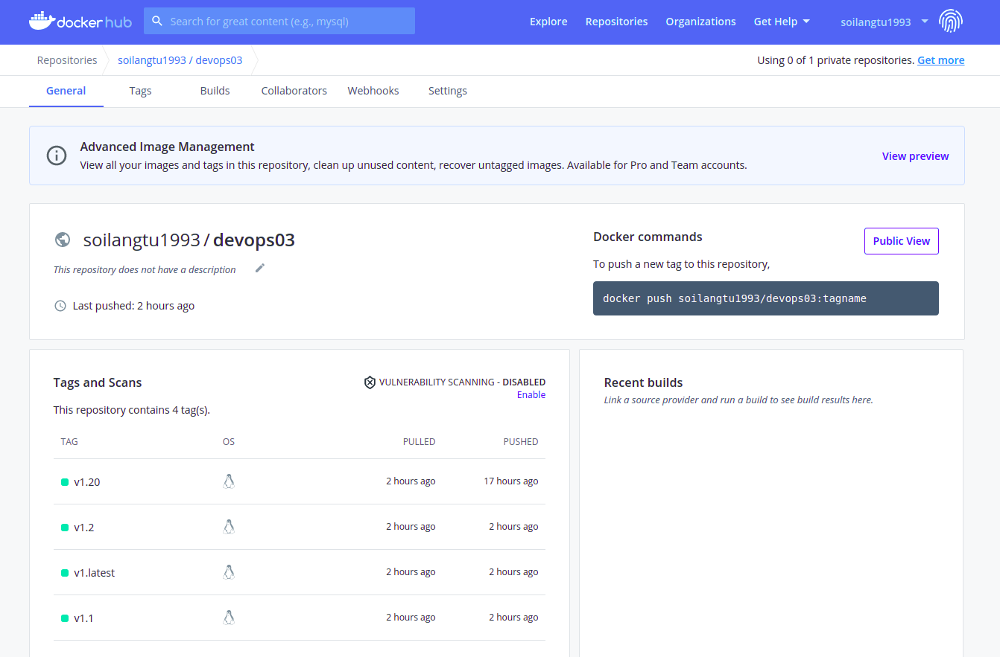 docker hub
Search for great content (e.g., mysql)
Explore
Repositories
Organizations
Get Help
soilangtu1993
Repositories
soilangtu1993 / devops03
Using 0 of 1 private repositories. Get more
General
Tags
Builds
Collaborators
Webhooks
Settings
Advanced Image Management
View all your images and tags in this repository, clean up unused content, recover untagged images. Available for Pro and Team accounts.
View preview
soilangtu1993 / devops03
This repository does not have a description
Last pushed: 2 hours ago
Docker commands
Public View
To push a new tag to this repository,
docker push soilangtu1993/devops03:tagname
Tags and Scans
VULNERABILITY SCANNING - DISABLED
Enable
This repository contains 4 tag(s).
TAG OS PULLED PUSHED
v1.20 2 hours ago 17 hours ago
v1.2 2 hours ago 2 hours ago
v1.latest 2 hours ago 2 hours ago
v1.1 2 hours ago 2 hours ago
Recent builds
Link a source provider and run a build to see build results here.